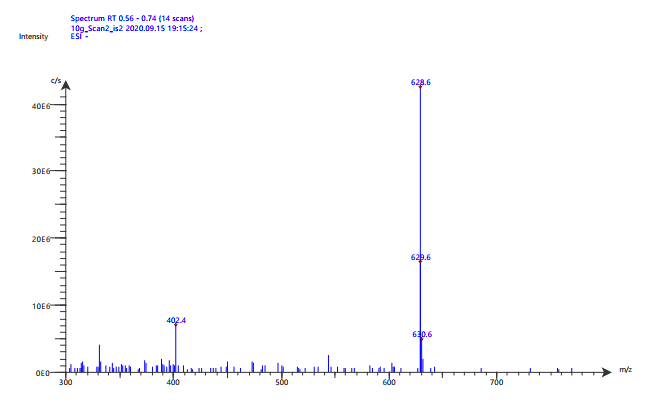 Spectrum RT 0.56 - 0.74 (14 scans)
10g_Scan2_is2 2020.09.15 19:15:24 ;
Intensity
ESI -
c/s
628.6
40E6
30E6
629.6
20E6
10E6
402.4
630.6
0E0
300
400
500
600
700
m/z